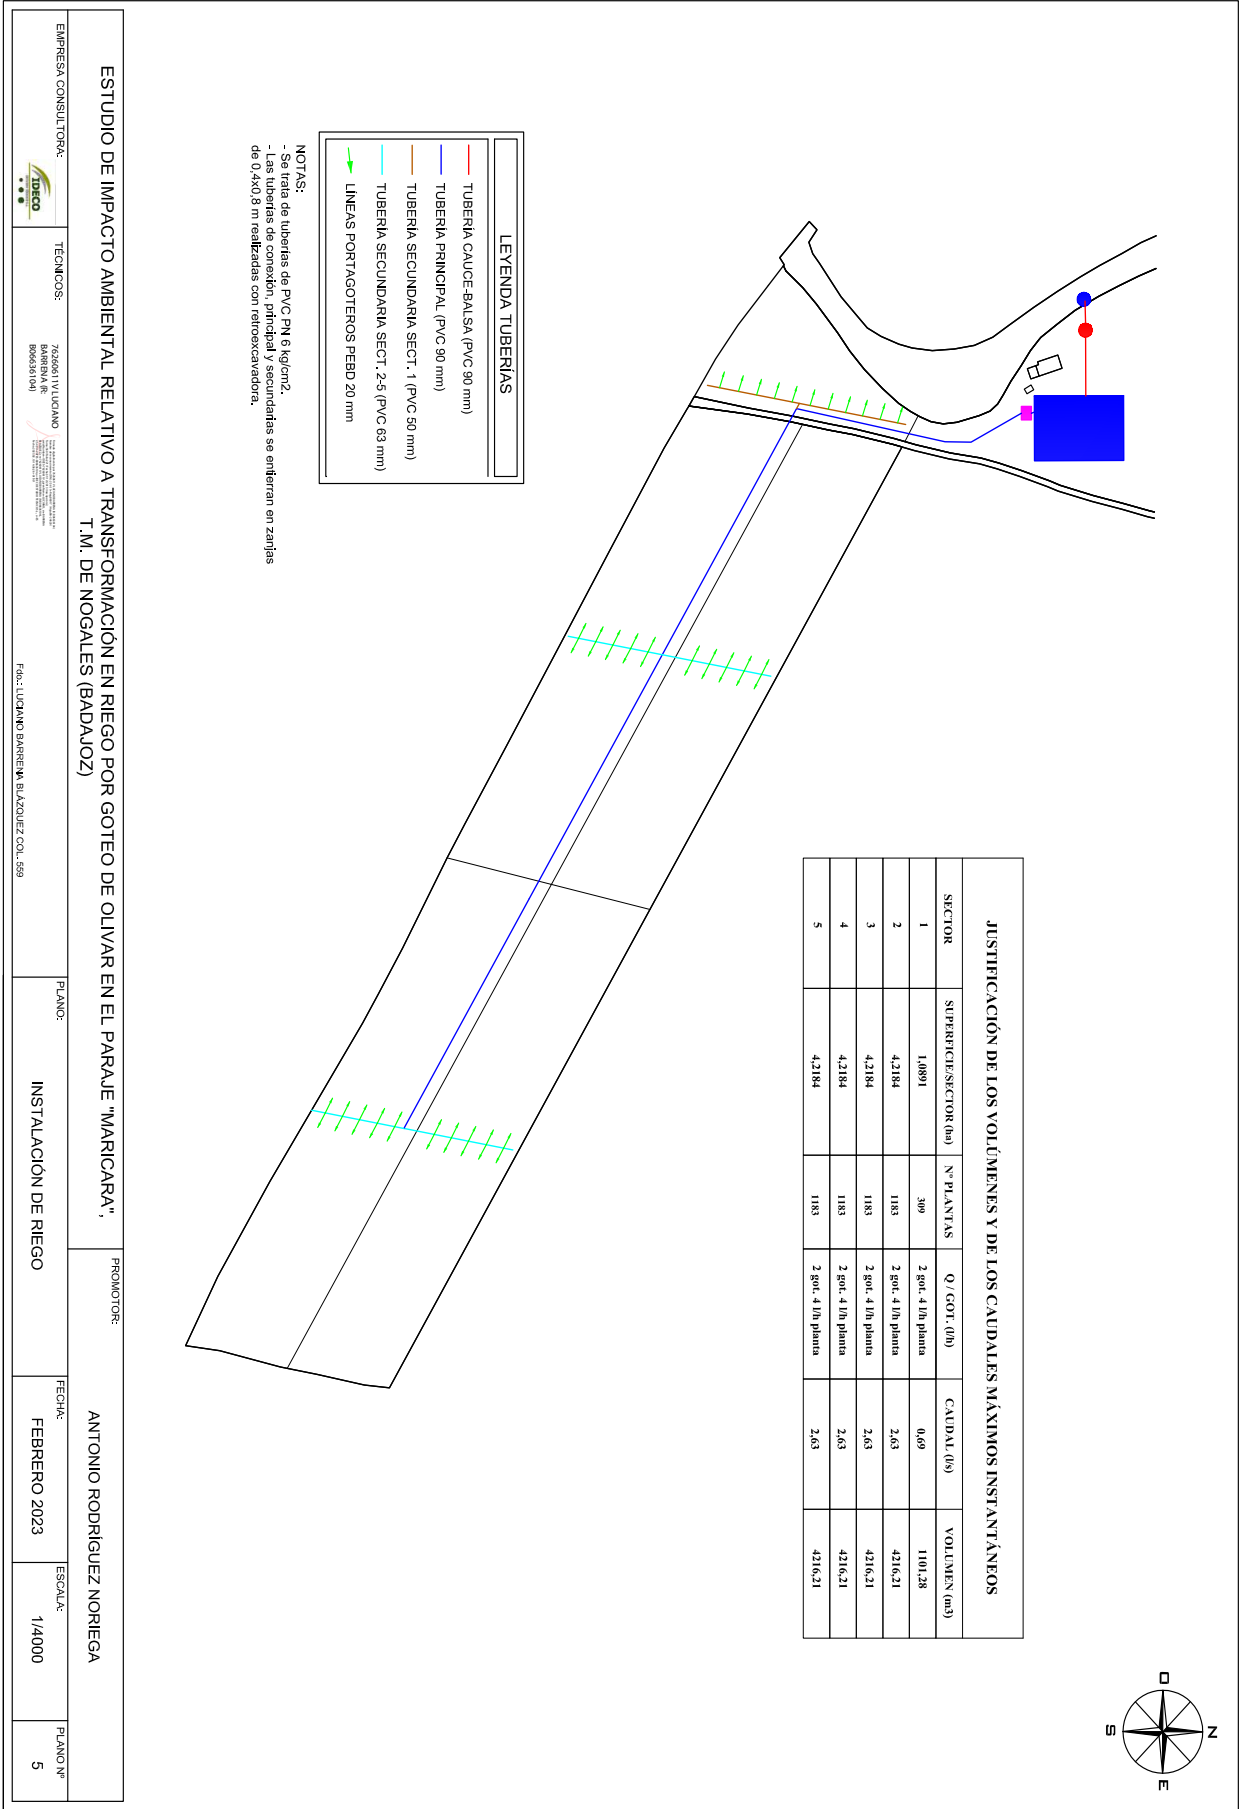 JUSTIFICACIÓN DE LOS VOLÚMENES Y DE LOS CAUDALES MÁXIMOS INSTANTÁNEOS
SECTOR SUPERFICIE/SECTOR (ha) Nº PLANTAS Q / GOT. (l/h) CAUDAL (l/s) VOLUMEN (m3)
1 1,0891 309 2 got. 4 l/h planta 0,69 1101,28
2 4,2184 1183 2 got. 4 l/h planta 2,63 4216,21
3 4,2184 1183 2 got. 4 l/h planta 2,63 4216,21
4 4,2184 1183 2 got. 4 l/h planta 2,63 4216,21
5 4,2184 1183 2 got. 4 l/h planta 2,63 4216,21
N
O
E
S
LEYENDA TUBERÍAS
TUBERÍA CAUCE-BALSA (PVC 90 mm)
TUBERÍA PRINCIPAL (PVC 90 mm)
TUBERÍA SECUNDARIA SECT. 1 (PVC 50 mm)
TUBERÍA SECUNDARIA SECT. 2-5 (PVC 63 mm)
LÍNEAS PORTAGOTEROS PEBD 20 mm
NOTAS:
- Se trata de tuberías de PVC PN 6 kg/cm2.
- Las tuberías de conexión, principal y secundarias se entierran en zanjas
de 0,4x0,8 m realizadas con retroexcavadora.
ESTUDIO DE IMPACTO AMBIENTAL RELATIVO A TRANSFORMACIÓN EN RIEGO POR GOTEO DE OLIVAR EN EL PARAJE "MARICARA",
T.M. DE NOGALES (BADAJOZ)
PROMOTOR:
ANTONIO RODRÍGUEZ NORIEGA
EMPRESA CONSULTORA:
IDECO
TÉCNICOS:
76260611V LUCIANO
BARRENA (R:
B06636104)
Fdo.: LUCIANO BARRENA BLÁZQUEZ COL. 559
PLANO:
INSTALACIÓN DE RIEGO
FECHA:
FEBRERO 2023
ESCALA:
1/4000
PLANO Nº
5